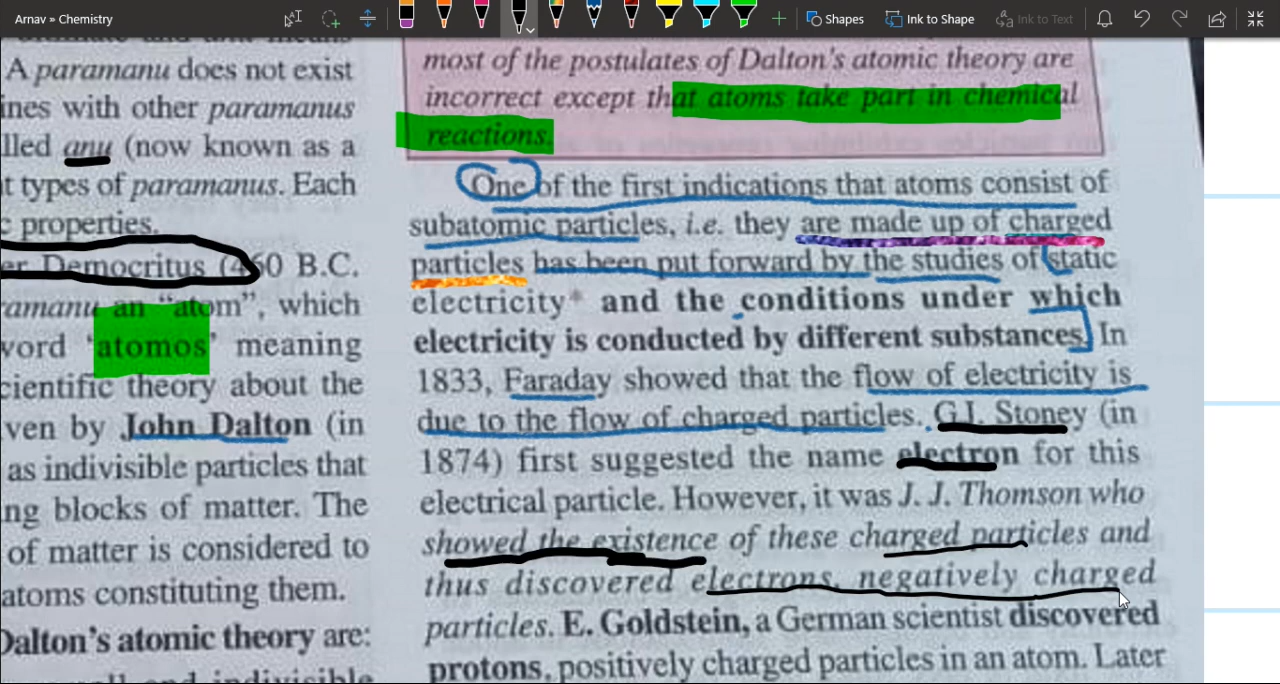 Arnav » Chemistry
Shapes
Ink to Shape
Ink to Text
A paramanu does not exist
ines with other paramanus
lled anu (now known as a
t types of paramanus. Each
c properties.
er Democritus (460 B.C.
ramanu an “atom”, which
word ‘atomos’ meaning
cientific theory about the
ven by John Dalton (in
as indivisible particles that
ng blocks of matter. The
of matter is considered to
atoms constituting them.
Dalton’s atomic theory are:
most of the postulates of Dalton’s atomic theory are
incorrect except that atoms take part in chemical
reactions.
One of the first indications that atoms consist of
subatomic particles, i.e. they are made up of charged
particles has been put forward by the studies of static
electricity* and the conditions under which
electricity is conducted by different substances. In
1833, Faraday showed that the flow of electricity is
due to the flow of charged particles. G.I. Stoney (in
1874) first suggested the name electron for this
electrical particle. However, it was J. J. Thomson who
showed the existence of these charged particles and
thus discovered electrons, negatively charged
particles. E. Goldstein, a German scientist discovered
protons, positively charged particles in an atom. Later